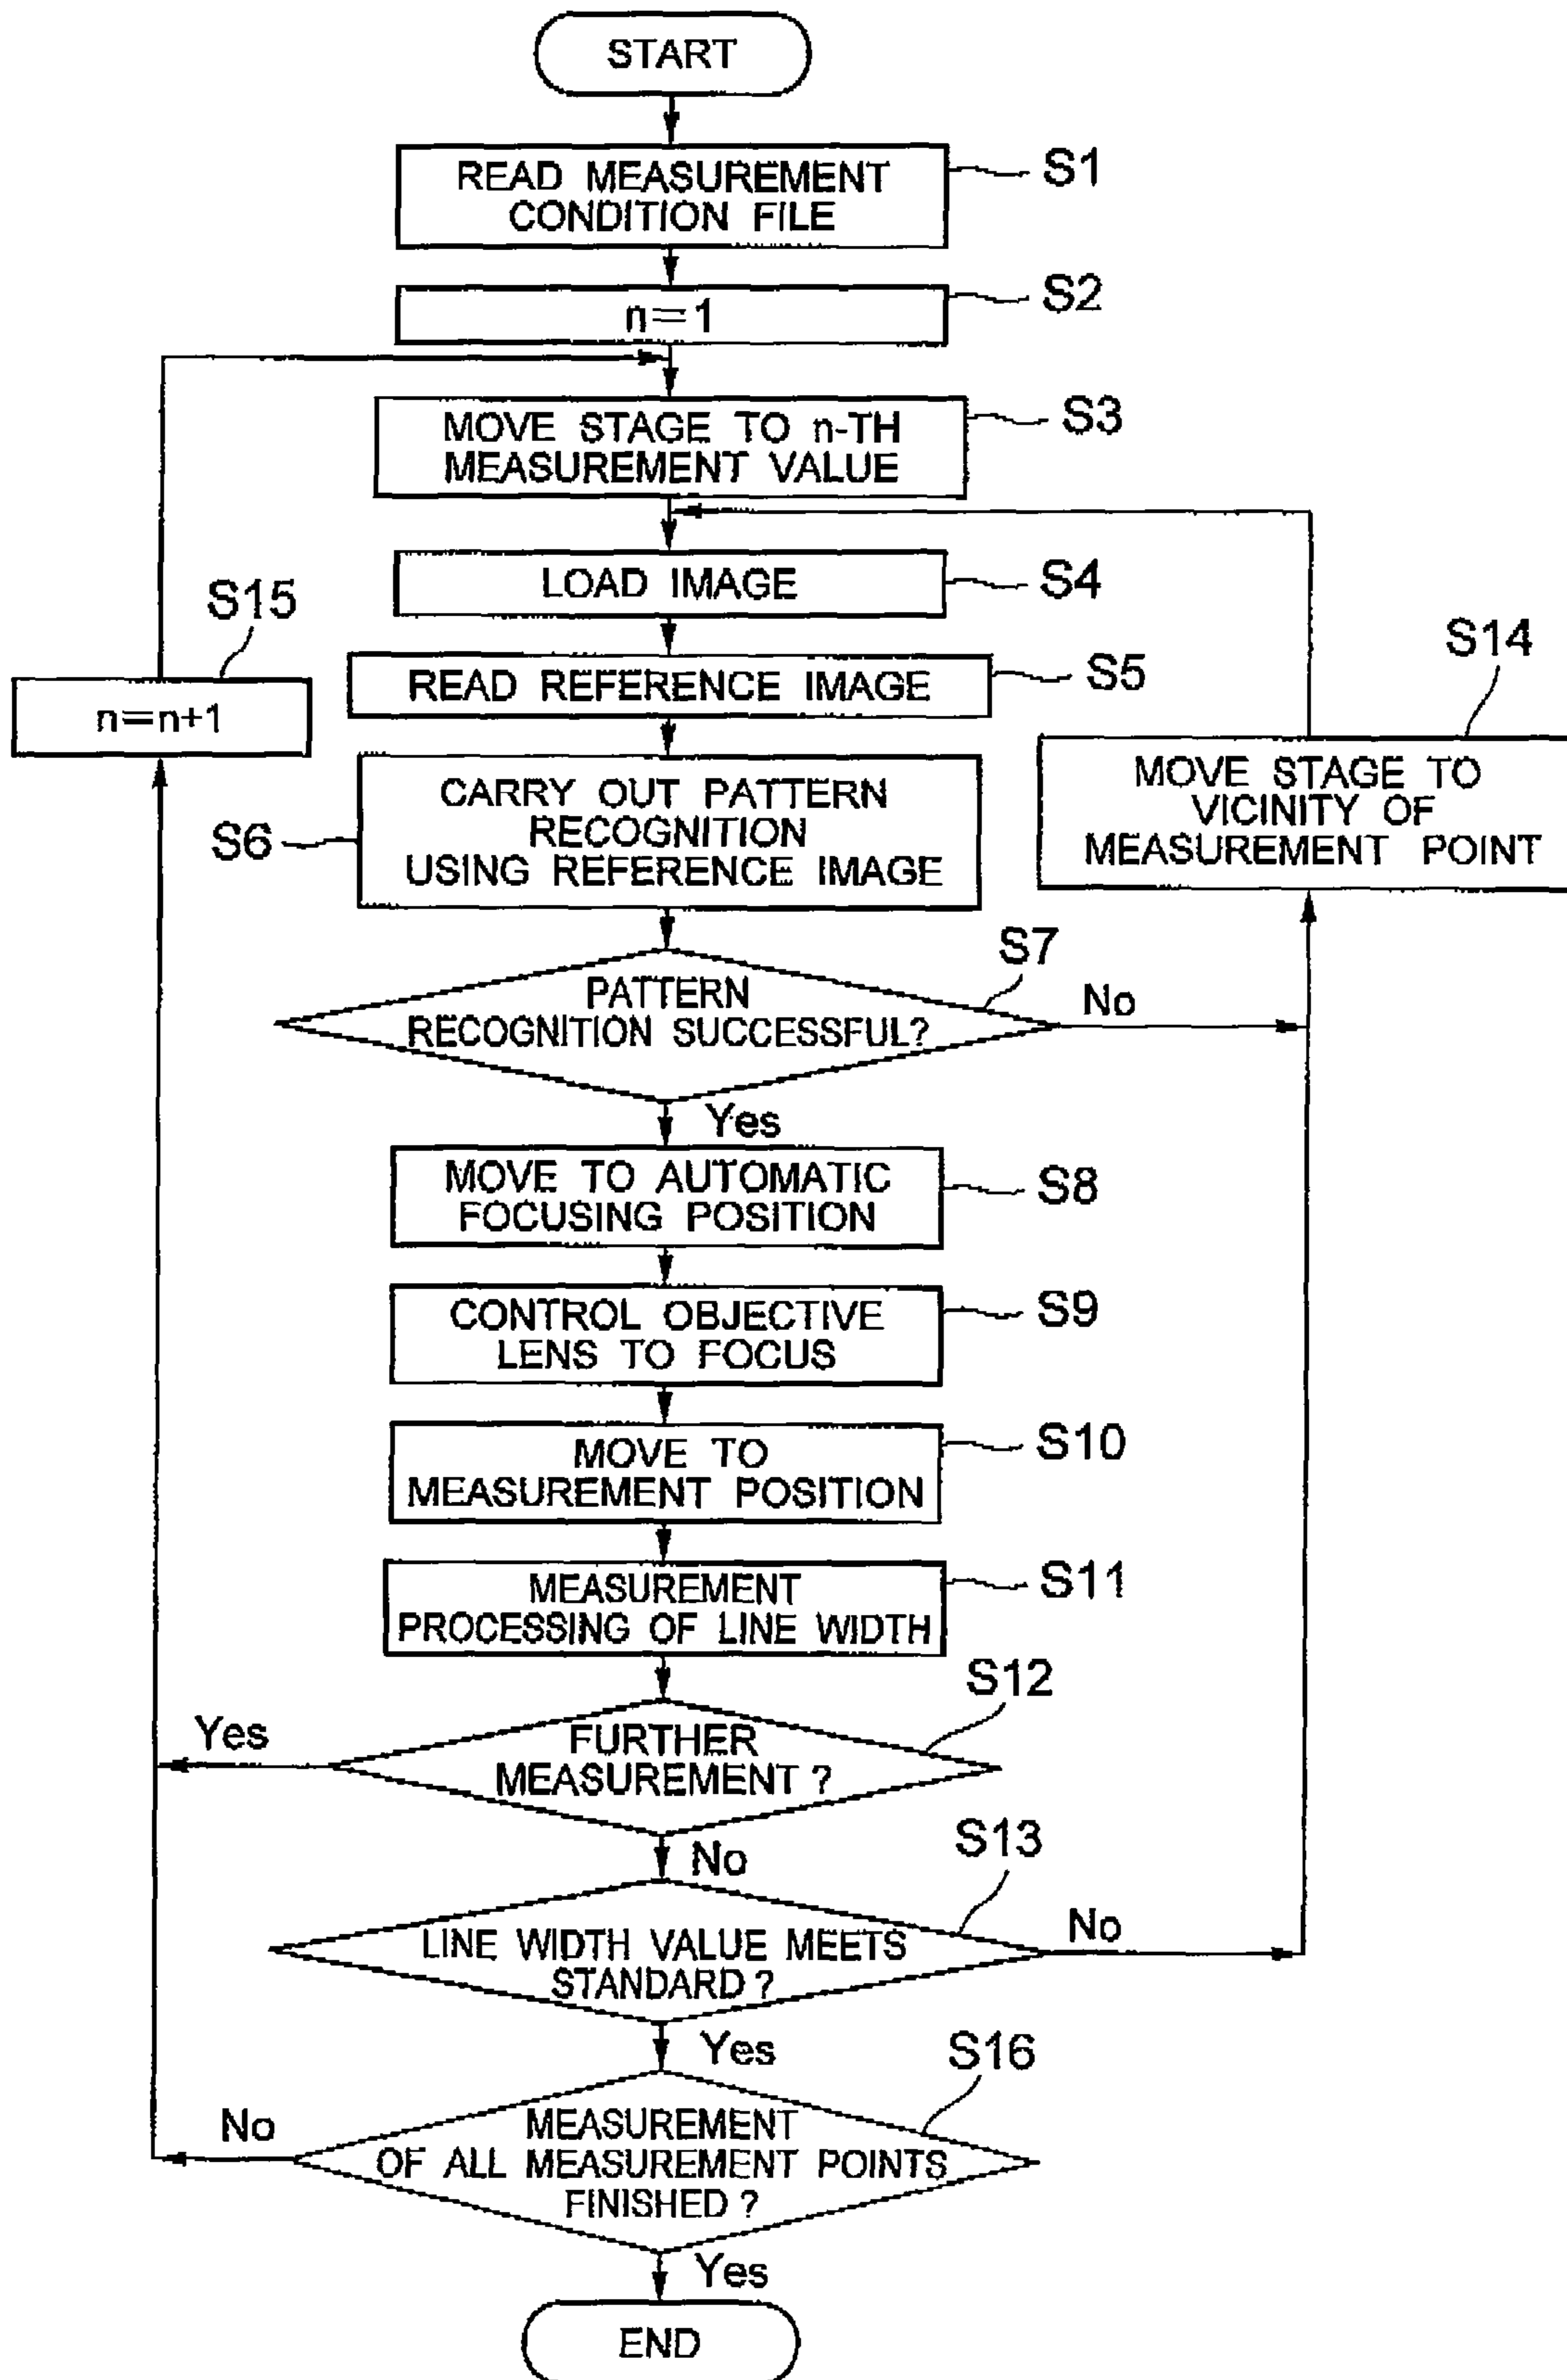 START
READ MEASUREMENT
CONDITION FILE
S1
n=1
S2
MOVE STAGE TO n-TH
MEASUREMENT VALUE
S3
LOAD IMAGE
S4
S15
n=n+1
READ REFERENCE IMAGE
S5
S14
MOVE STAGE TO
VICINITY OF
MEASUREMENT POINT
S6
CARRY OUT PATTERN
RECOGNITION
USING REFERENCE IMAGE
S7
PATTERN
RECOGNITION SUCCESSFUL?
No
Yes
MOVE TO AUTOMATIC
FOCUSING POSITION
S8
CONTROL OBJECTIVE
LENS TO FOCUS
S9
MOVE TO
MEASUREMENT POSITION
S10
MEASUREMENT
PROCESSING OF LINE WIDTH
S11
S12
Yes
FURTHER
MEASUREMENT ?
No
S13
LINE WIDTH VALUE MEETS
STANDARD ?
No
Yes
S16
No
MEASUREMENT
OF ALL MEASUREMENT POINTS
FINISHED ?
Yes
END